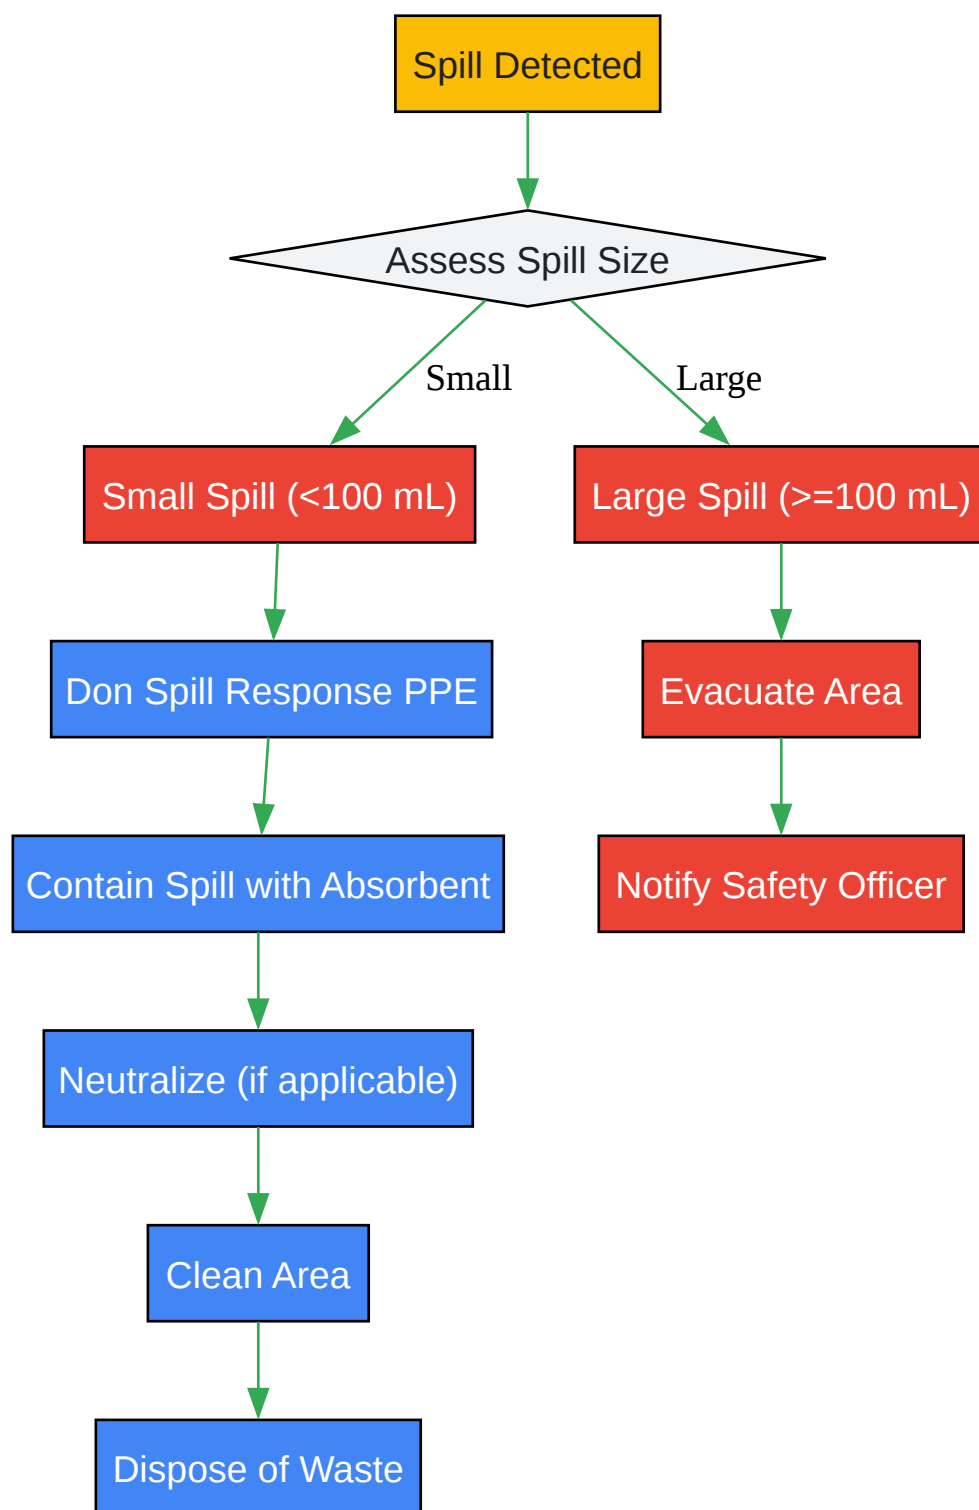 Spill Detected
Assess Spill Size
Small
Large
Small Spill (<100 mL)
Large Spill (>=100 mL)
Don Spill Response PPE
Evacuate Area
Contain Spill with Absorbent
Notify Safety Officer
Neutralize (if applicable)
Clean Area
Dispose of Waste